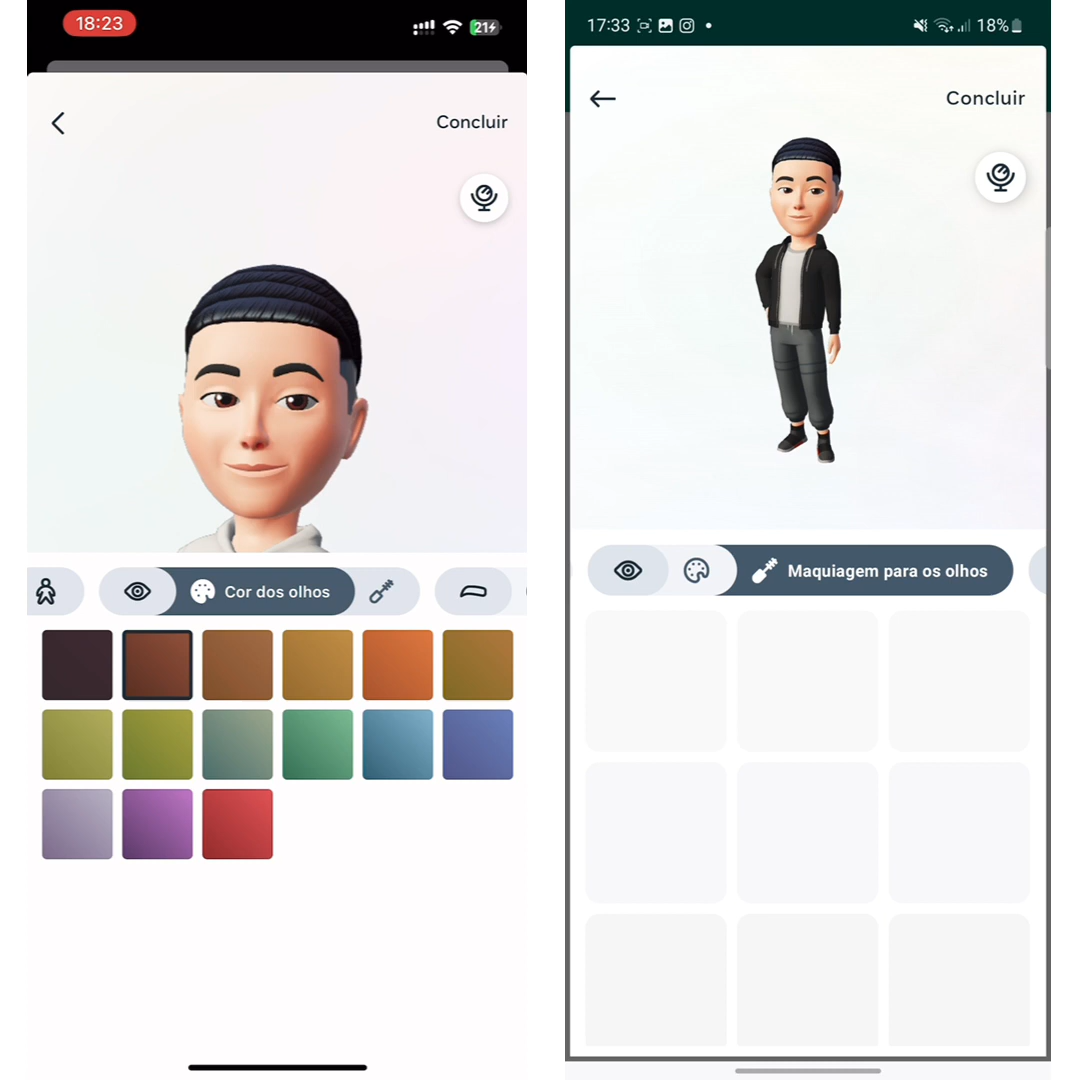 18:23
21
Concluir
Cor dos olhos
17:33
18%
Concluir
Maquiagem para os olhos